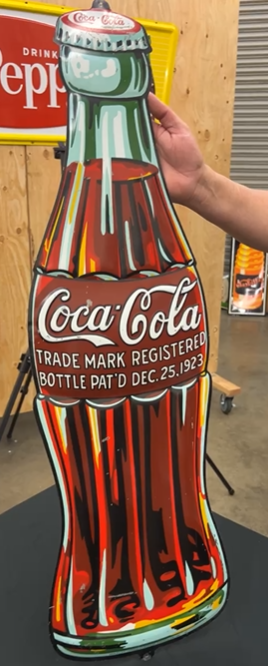 Coca-Cola
DRINK
Pepp
Coca-Cola
TRADE MARK REGISTERED
BOTTLE PAT'D DEC. 25, 1923